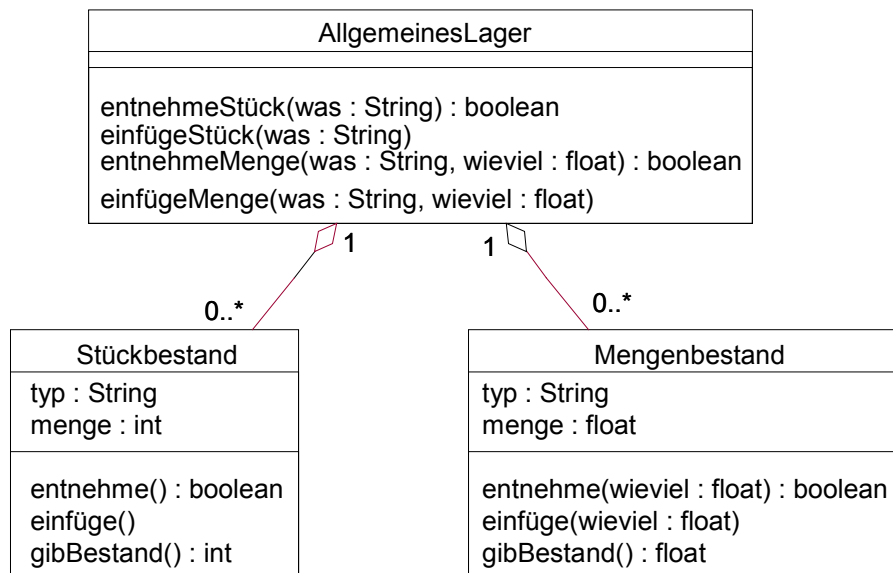 AllgemeinesLager
entnehmeStück(was : String) : boolean
einfügeStück(was : String)
entnehmeMenge(was : String, wieviel : float) : boolean
einfügeMenge(was : String, wieviel : float)
1
1
0..*
0..*
Stückbestand
typ : String
menge : int
entnehme() : boolean
einfüge()
gibBestand() : int
Mengenbestand
typ : String
menge : float
entnehme(wieviel : float) : boolean
einfüge(wieviel : float)
gibBestand() : float